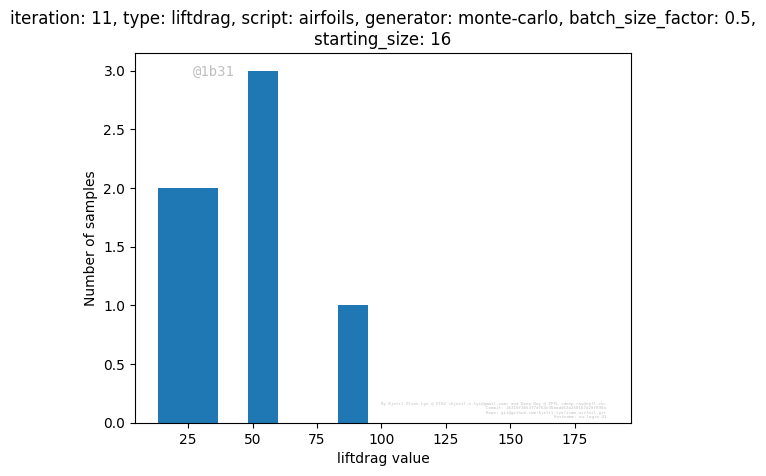 iteration: 11, type: liftdrag, script: airfoils, generator: monte-carlo, batch_size_factor: 0.5,
starting_size: 16
@1b31
3.0
2.5
2.0
1.5
1.0
0.5
0.0
Number of samples
25
50
75
100
125
150
175
liftdrag value